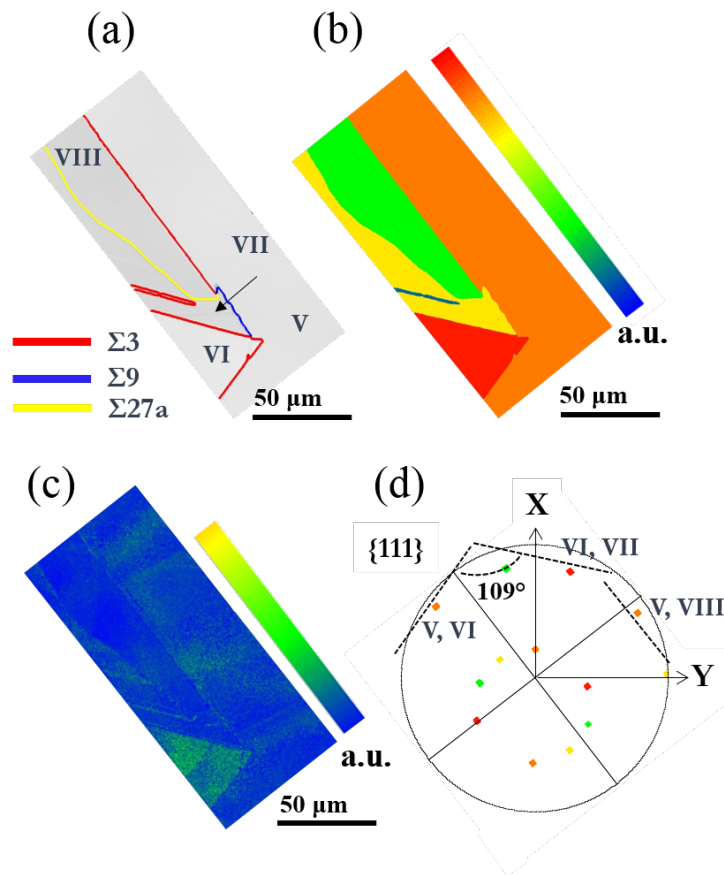 (a)
VIII
VII
V
VI
Σ3
Σ9
Σ27a
50 μm
(b)
a.u.
50 μm
(c)
a.u.
50 μm
(d)
X
{111}
VI, VII
109°
V, VI
V, VIII
Y